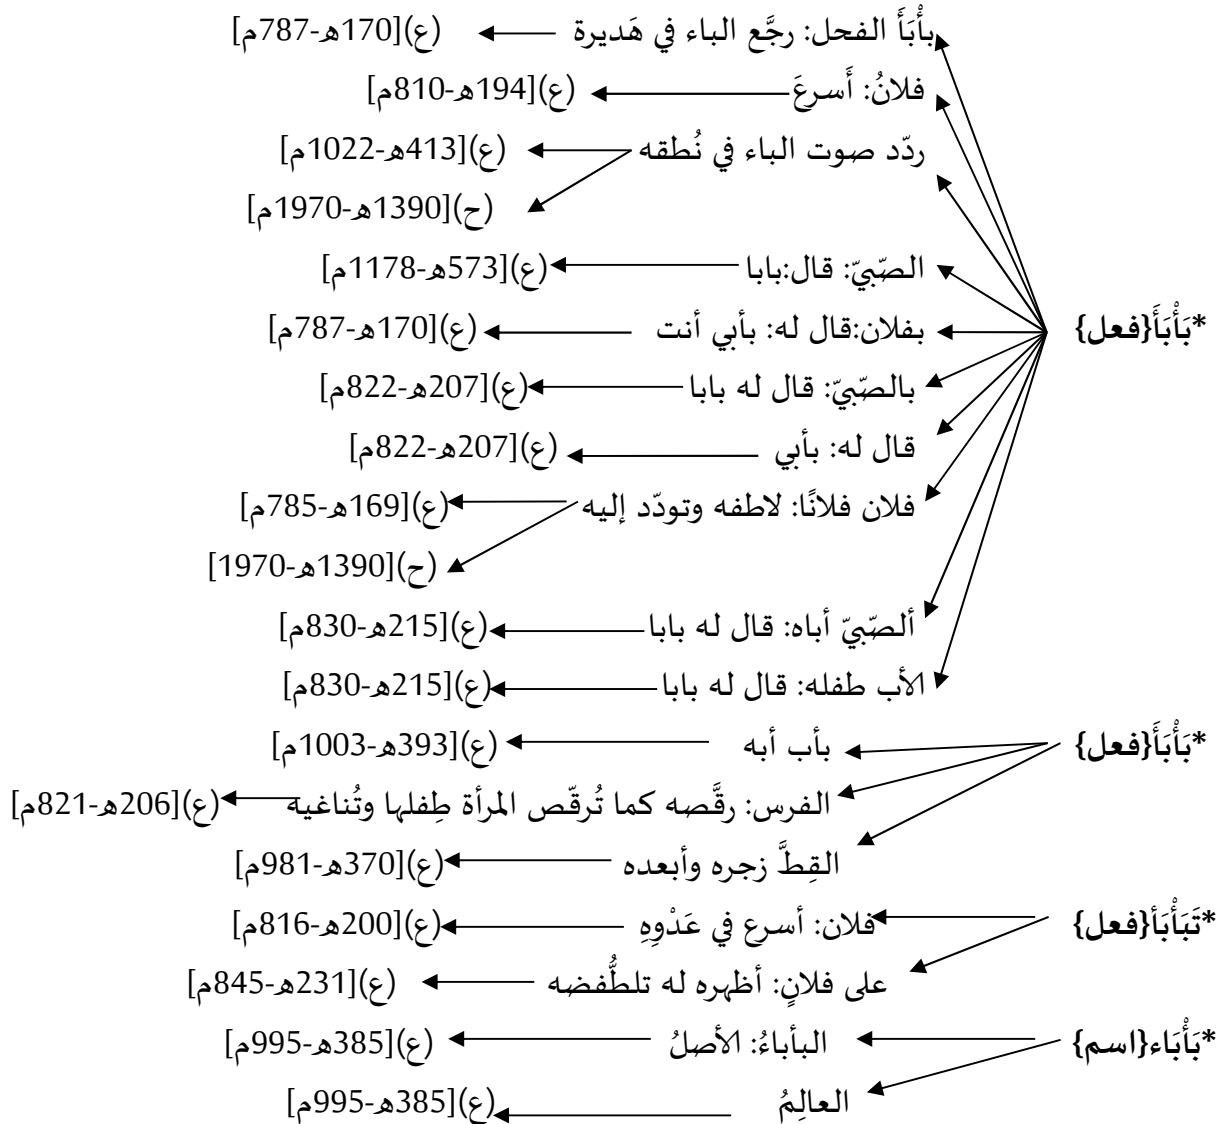 بأْبَأَ الفحل: رجَّع الباء في هَديرة (ع)[170هـ-787م]
فلانُ: أَسرعَ (ع)[194هـ-810م]
ردّد صوت الباء في نُطقه (ع)[413هـ-1022م]
(ح)[1390هـ-1970م]
الصّبيّ: قال:بابا (ع)[573هـ-1178م]
*بَأْبَأَ{فعل} بفلان:قال له: بأبي أنت (ع)[170هـ-787م]
بالصّبيّ: قال له بابا (ع)[207هـ-822م]
قال له: بأبي (ع)[207هـ-822م]
فلان فلانًا: لاطفه وتودّد إليه (ع)[169هـ-785م]
(ح)[1390هـ-1970]
ألصّبيّ أباه: قال له بابا (ع)[215هـ-830م]
الأب طفله: قال له بابا (ع)[215هـ-830م]
*بَأْبَأَ{فعل} بأب أبه (ع)[393هـ-1003م]
الفرس: رقَّصه كما تُرقّص المرأة طِفلها وتُناغيه (ع)[206هـ-821م]
القِطَّ زجره وأبعده (ع)[370هـ-981م]
*تَبَأْبَأ{فعل} فلان: أسرع في عَدْوِهِ (ع)[200هـ-816م]
على فلانٍ: أظهره له تلطُّفضه (ع)[231هـ-845م]
*بَأْبَاء{اسم} البأباءُ: الأصلُ (ع)[385هـ-995م]
العالِمُ (ع)[385هـ-995م]